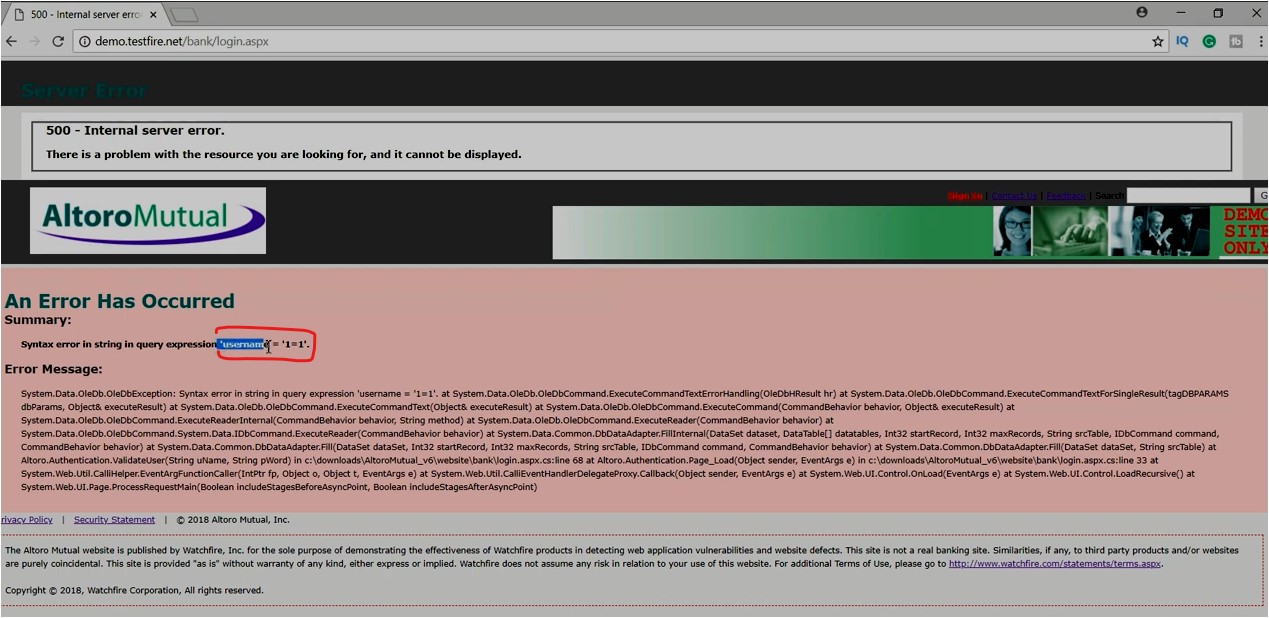 500 - Internal server erro
demo.testfire.net/bank/login.aspx
IQ
Server Error
500 - Internal server error.
There is a problem with the resource you are looking for, and it cannot be displayed.
AltoroMutual
Sign In | Contact Us | Feedback | Search
DEMO
SITE
ONLY
An Error Has Occurred
Summary:
Syntax error in string in query expression 'username = '1=1'.
Error Message:
System.Data.OleDb.OleDbException: Syntax error in string in query expression 'username = '1=1'. at System.Data.OleDb.OleDbCommand.ExecuteCommandTextErrorHandling(OleDbHResult hr) at System.Data.OleDb.OleDbCommand.ExecuteCommandTextForSingleResult(tagDBPARAMS
dbParams, Object& executeResult) at System.Data.OleDb.OleDbCommand.ExecuteCommandText(Object& executeResult) at System.Data.OleDb.OleDbCommand.ExecuteCommand(CommandBehavior behavior, Object& executeResult) at
System.Data.OleDb.OleDbCommand.ExecuteReaderInternal(CommandBehavior behavior, String method) at System.Data.OleDb.OleDbCommand.ExecuteReader(CommandBehavior behavior) at
System.Data.OleDb.OleDbCommand.System.Data.IDbCommand.ExecuteReader(CommandBehavior behavior) at System.Data.Common.DbDataAdapter.FillInternal(DataSet dataset, DataTable[] datatables, Int32 startRecord, Int32 maxRecords, String srcTable, IDbCommand command,
CommandBehavior behavior) at System.Data.Common.DbDataAdapter.Fill(DataSet dataSet, Int32 startRecord, Int32 maxRecords, String srcTable, IDbCommand command, CommandBehavior behavior) at System.Data.Common.DbDataAdapter.Fill(DataSet dataSet, String srcTable) at
Altoro.Authentication.ValidateUser(String uName, String pWord) in c:\downloads\AltoroMutual_v6\website\bank\login.aspx.cs:line 68 at Altoro.Authentication.Page_Load(Object sender, EventArgs e) in c:\downloads\AltoroMutual_v6\website\bank\login.aspx.cs:line 33 at
System.Web.Util.CalliHelper.EventArgFunctionCaller(IntPtr fp, Object o, Object t, EventArgs e) at System.Web.Util.CalliEventHandlerDelegateProxy.Callback(Object sender, EventArgs e) at System.Web.UI.Control.OnLoad(EventArgs e) at System.Web.UI.Control.LoadRecursive() at
System.Web.UI.Page.ProcessRequestMain(Boolean includeStagesBeforeAsyncPoint, Boolean includeStagesAfterAsyncPoint)
rivacy Policy | Security Statement | © 2018 Altoro Mutual, Inc.
The Altoro Mutual website is published by Watchfire, Inc. for the sole purpose of demonstrating the effectiveness of Watchfire products in detecting web application vulnerabilities and website defects. This site is not a real banking site. Similarities, if any, to third party products and/or websites
are purely coincidental. This site is provided "as is" without warranty of any kind, either express or implied. Watchfire does not assume any risk in relation to your use of this website. For additional Terms of Use, please go to http://www.watchfire.com/statements/terms.aspx.
Copyright © 2018, Watchfire Corporation, All rights reserved.